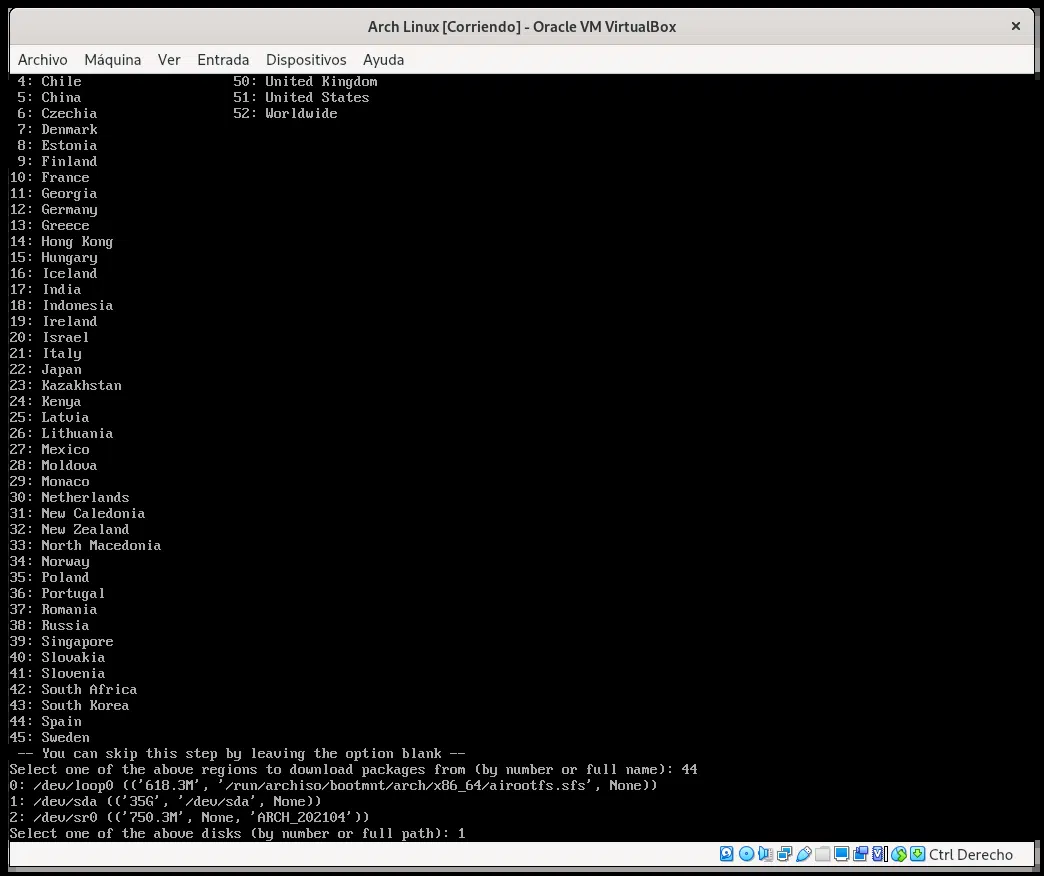 Arch Linux [Corriendo] - Oracle VM VirtualBox
Archivo Máquina Ver Entrada Dispositivos Ayuda
4: Chile 50: United Kingdom
5: China 51: United States
6: Czechia 52: Worldwide
7: Denmark
8: Estonia
9: Finland
10: France
11: Georgia
12: Germany
13: Greece
14: Hong Kong
15: Hungary
16: Iceland
17: India
18: Indonesia
19: Ireland
20: Israel
21: Italy
22: Japan
23: Kazakhstan
24: Kenya
25: Latvia
26: Lithuania
27: Mexico
28: Moldova
29: Monaco
30: Netherlands
31: New Caledonia
32: New Zealand
33: North Macedonia
34: Norway
35: Poland
36: Portugal
37: Romania
38: Russia
39: Singapore
40: Slovakia
41: Slovenia
42: South Africa
43: South Korea
44: Spain
45: Sweden
-- You can skip this step by leaving the option blank --
Select one of the above regions to download packages from (by number or full name): 44
0: /dev/loop0 (('618.3M', '/run/archiso/bootmnt/arch/x86_64/airootfs.sfs', None))
1: /dev/sda (('35G', '/dev/sda', None))
2: /dev/sr0 (('750.3M', None, 'ARCH_202104'))
Select one of the above disks (by number or full path): 1
Ctrl Derecho